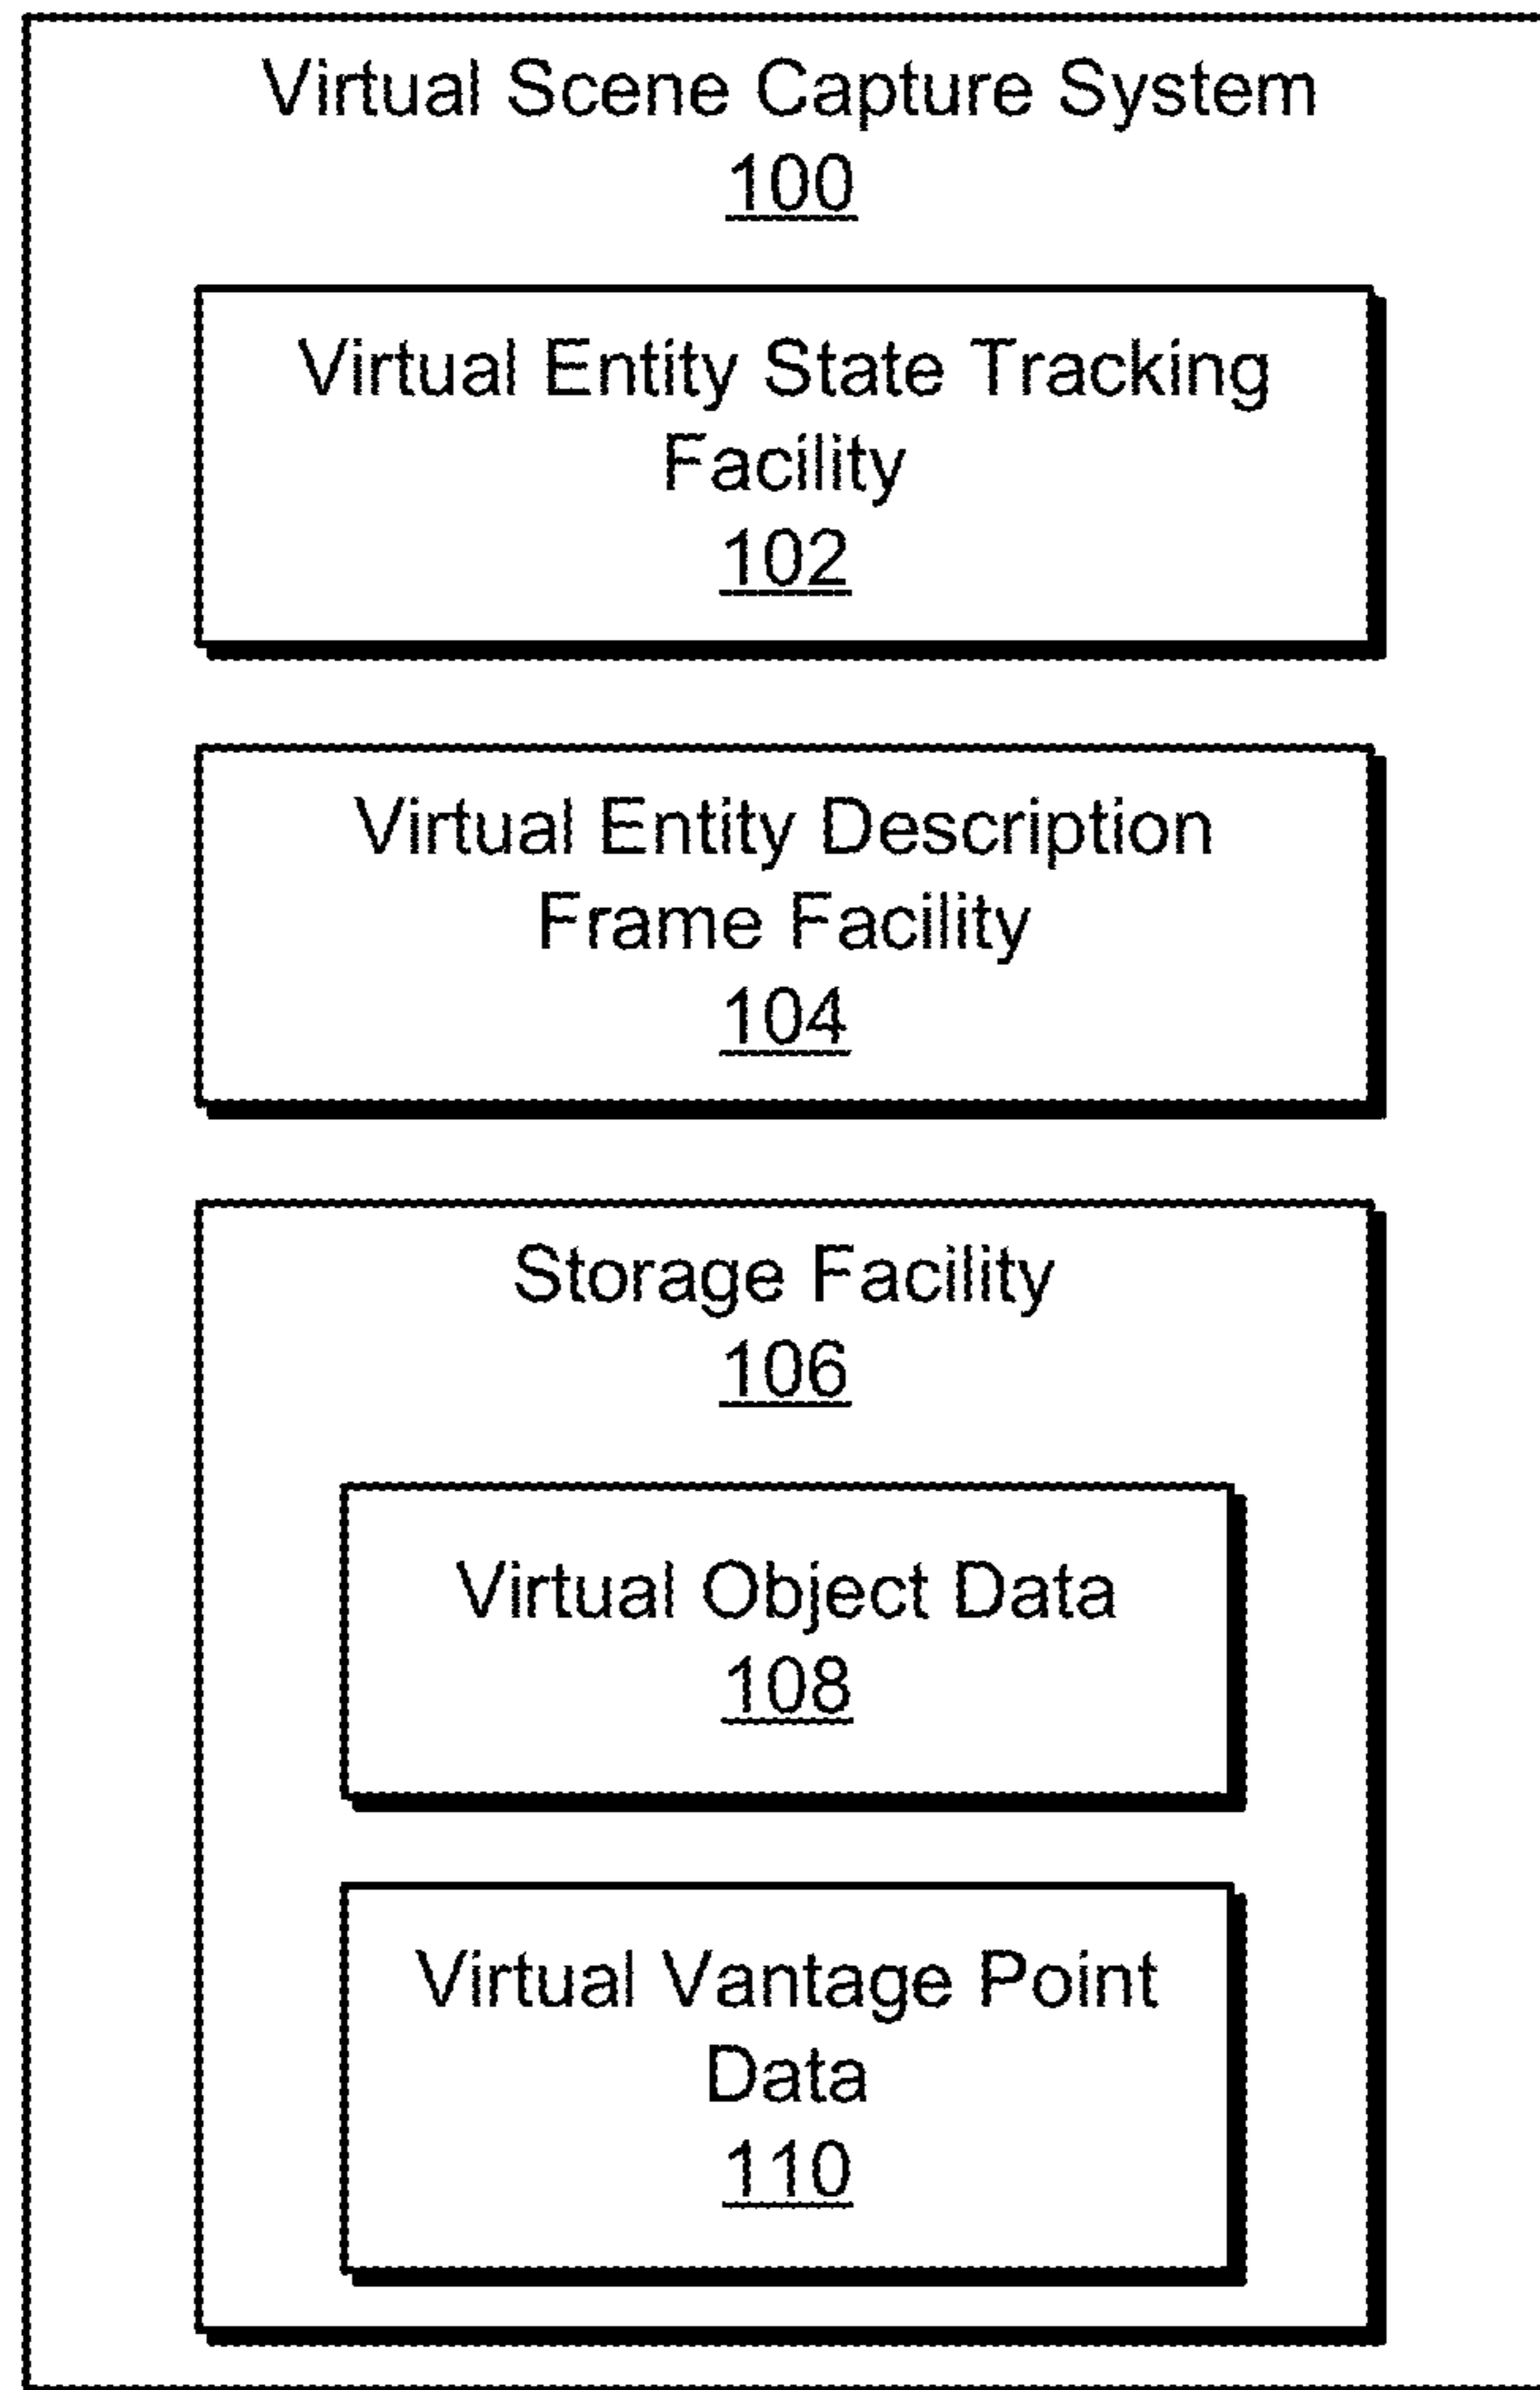 Virtual Scene Capture System
100
Virtual Entity State Tracking
Facility
102
Virtual Entity Description
Frame Facility
104
Storage Facility
106
Virtual Object Data
108
Virtual Vantage Point
Data
110